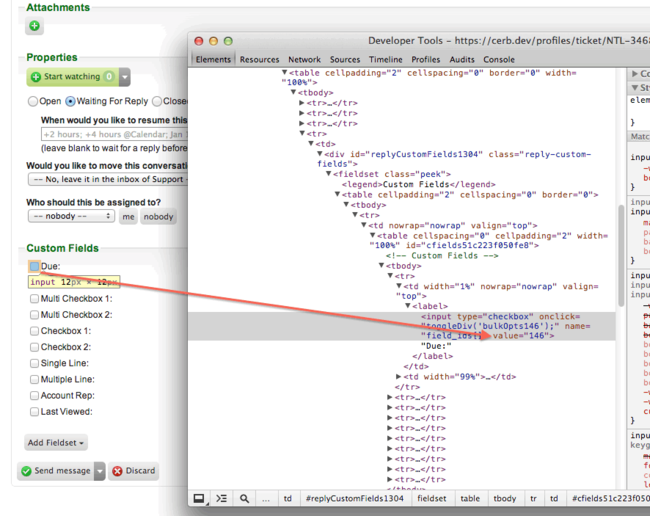 Attachments
Properties
Start watching 0
Open Waiting For Reply Close
When would you like to resume this
+2 hours; +4 hours @Calendar; Jan
(leave blank to wait for a reply before
Would you like to move this conversati
-- No, leave it in the inbox of Support -
Who should this be assigned to?
-- nobody -- me nobody
Custom Fields
Due:
input 12px × 12px
Multi Checkbox 1:
Multi Checkbox 2:
Checkbox 1:
Checkbox 2:
Single Line:
Multiple Line:
Account Rep:
Last Viewed:
Add Fieldset
Send message Discard
Developer Tools - https://cerb.dev/profiles/ticket/NTL-3468
Elements Resources Network Sources Timeline Profiles Audits Console
▼<table cellpadding="2" cellspacing="0" border="0" width=
"100%">
▼<tbody>
▶<tr>…</tr>
▶<tr>…</tr>
▶<tr>…</tr>
▼<tr>
▼<td>
▼<div id="replyCustomFields1304" class="reply-custom-
fields">
▼<fieldset class="peek">
<legend>Custom Fields</legend>
▼<table cellpadding="2" cellspacing="0" border="0">
▼<tbody>
▼<tr>
▼<td nowrap="nowrap" valign="top">
▼<table cellspacing="0" cellpadding="2" width=
"100%" id="cfields51c223f050fe8">
<!-- Custom Fields -->
▼<tbody>
▼<tr>
▼<td width="1%" nowrap="nowrap" valign=
"top">
▼<label>
<input type="checkbox" onclick=
"toggleDiv('bulkOpts146');" name=
"field_ids[]" value="146">
"Due:"
</label>
</td>
▶<td width="99%">…</td>
</tr>
▶<tr>…</tr>
▶<tr>…</tr>
▶<tr>…</tr>
▶<tr>…</tr>
▶<tr>…</tr>
▶<tr>…</tr>
▶<tr>…</tr>
▶<tr>…</tr>
</tbody>
▶ Co
▼ St
elem
}
Matc
inpu
}
input
inpu
}
input
inpu
}
inpu
keyg
... td #replyCustomFields1304 fieldset table tbody tr td #cfields51c223f050